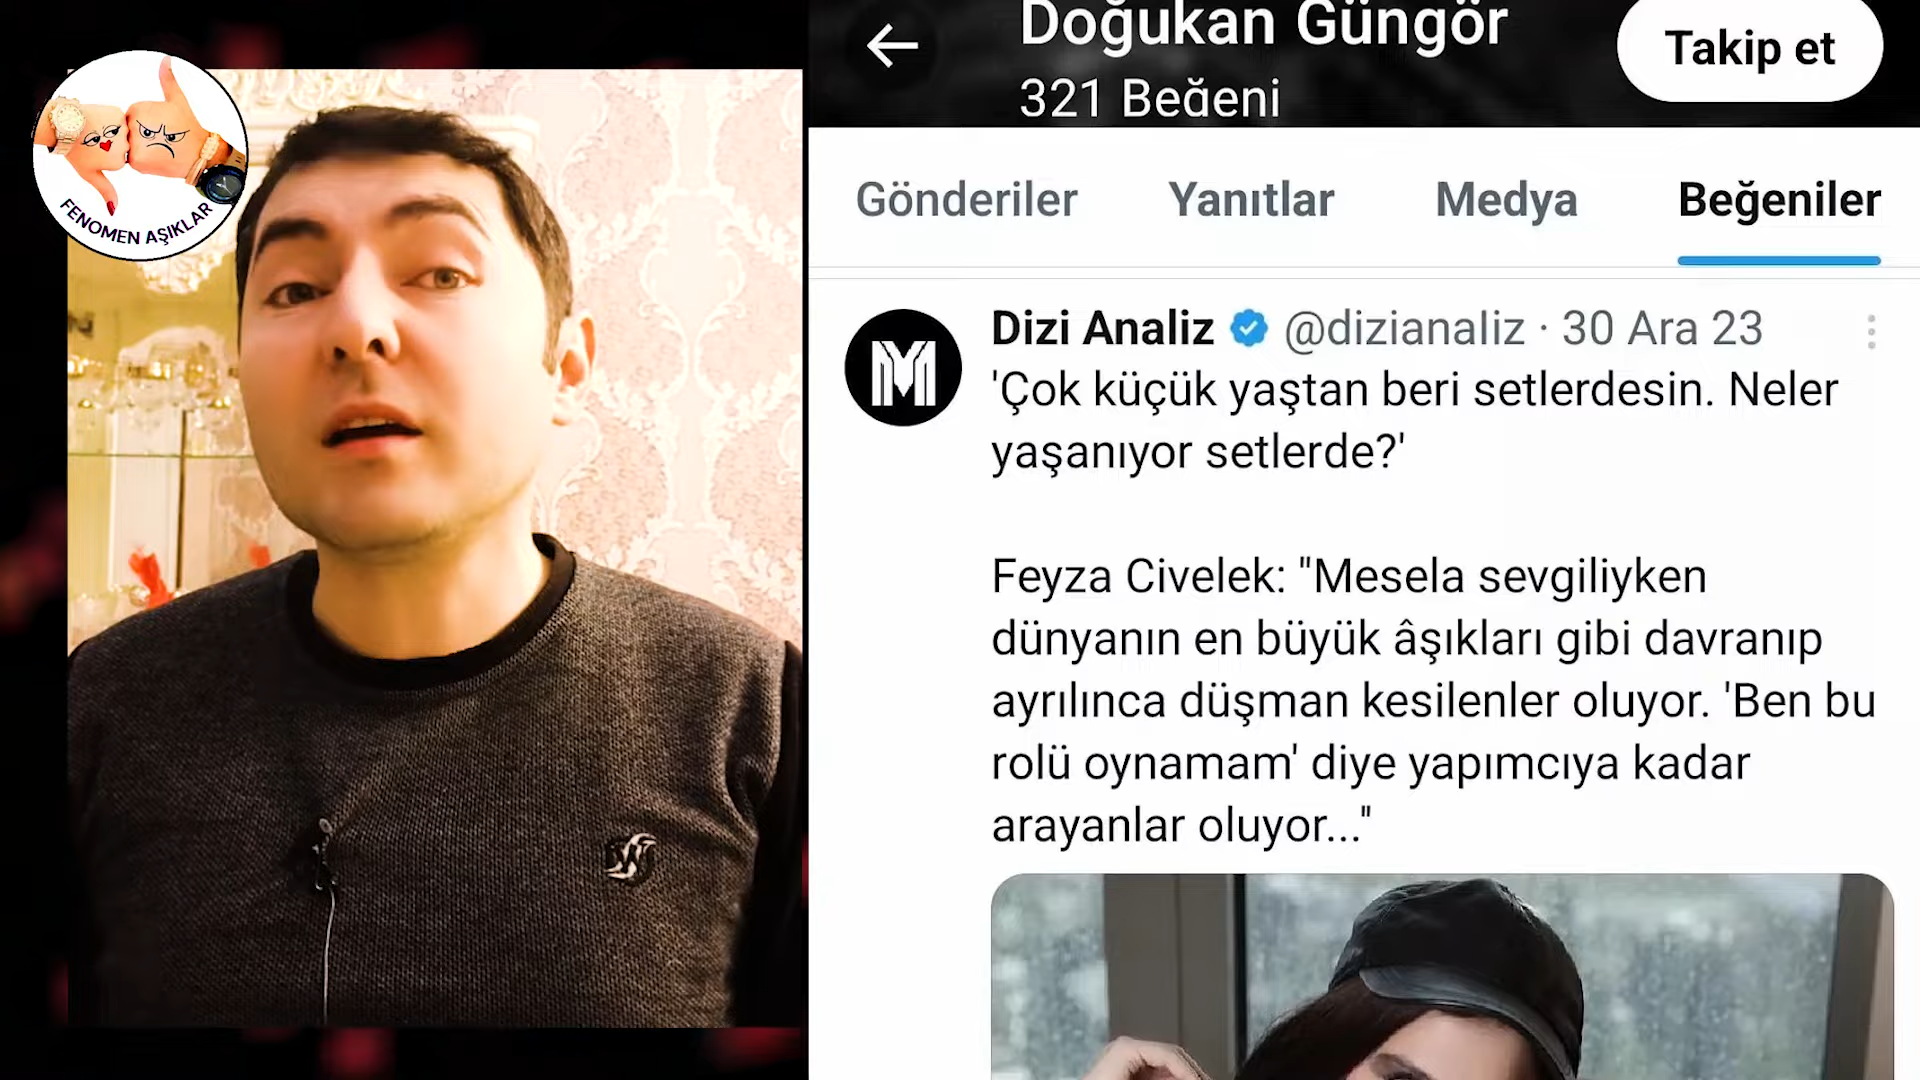 FENOMEN AŞIKLAR
Doğukan Güngör
321 Beğeni
Takip et
Gönderiler
Yanıtlar
Medya
Beğeniler
Dizi Analiz @dizianaliz · 30 Ara 23
'Çok küçük yaştan beri setlerdesin. Neler
yaşanıyor setlerde?'
Feyza Civelek: "Mesela sevgiliyken
dünyanın en büyük âşıkları gibi davranıp
ayrılınca düşman kesilenler oluyor. 'Ben bu
rolü oynamam' diye yapımcıya kadar
arayanlar oluyor..."